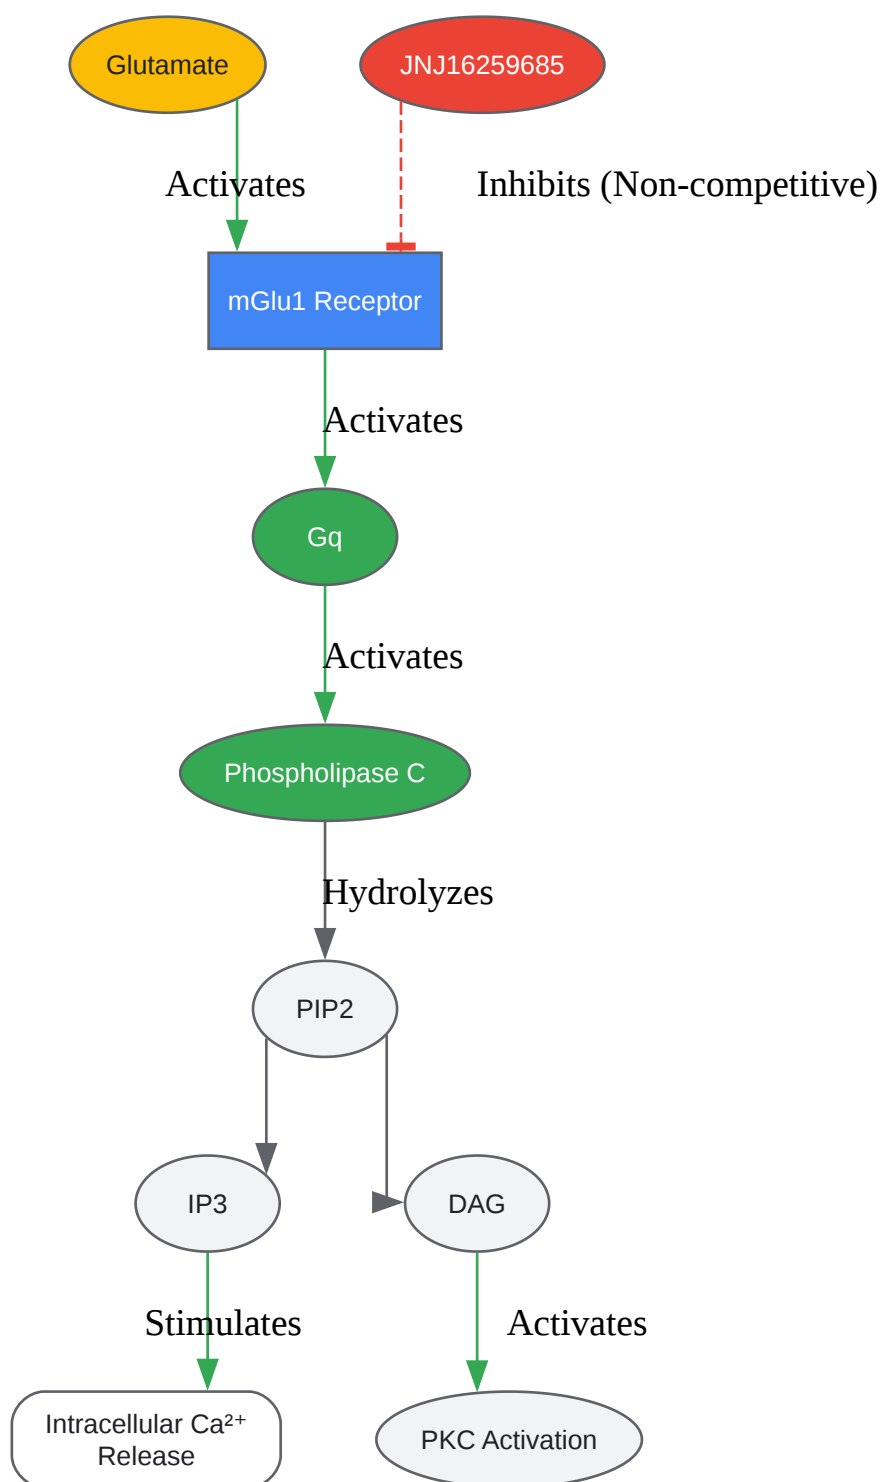 Glutamate
JNJ16259685
Activates
Inhibits (Non-competitive)
mGlu1 Receptor
Activates
Gq
Activates
Phospholipase C
Hydrolyzes
PIP2
IP3
DAG
Stimulates
Activates
Intracellular Ca²⁺
Release
PKC Activation